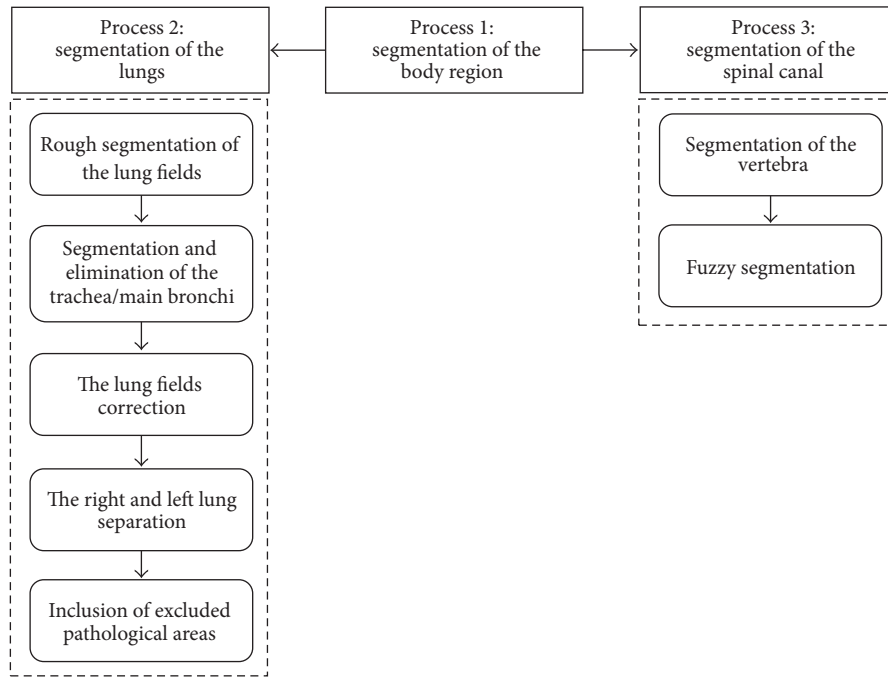 Process 2:
segmentation of the
lungs
Process 1:
segmentation of the
body region
Process 3:
segmentation of the
spinal canal
Rough segmentation of
the lung fields
Segmentation and
elimination of the
trachea/main bronchi
The lung fields
correction
The right and left lung
separation
Inclusion of excluded
pathological areas
Segmentation of the
vertebra
Fuzzy segmentation